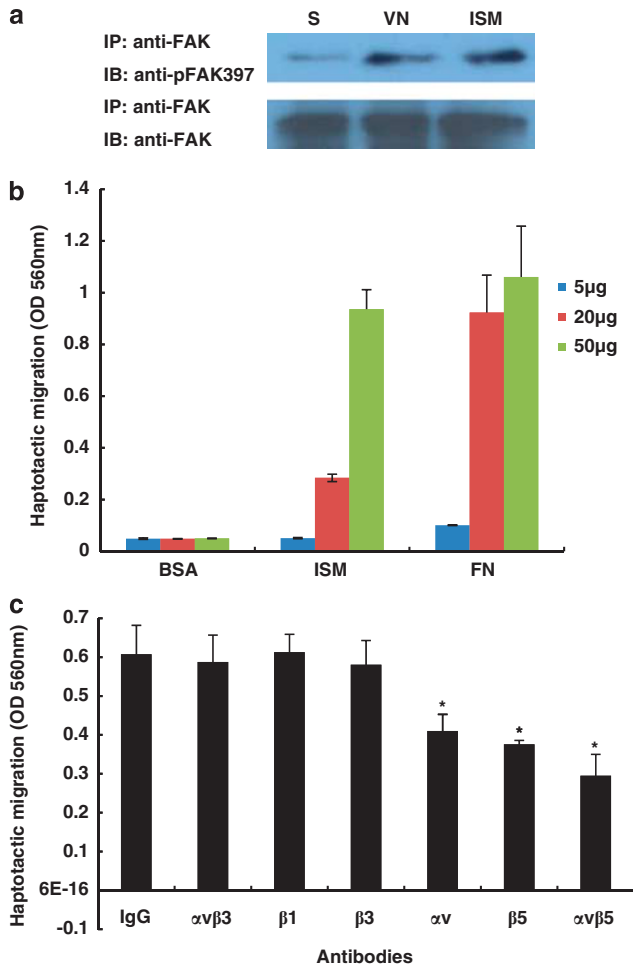 a
S VN ISM
IP: anti-FAK
IB: anti-pFAK397
IP: anti-FAK
IB: anti-FAK
b
Haptotactic migration (OD 560nm)
1.4
1.2
1
0.8
0.6
0.4
0.2
0
BSA ISM FN
5µg
20µg
50µg
c
Haptotactic migration (OD 560nm)
0.7
0.6
0.5
0.4
0.3
0.2
0.1
6E-16
-0.1
* * *
IgG αvβ3 β1 β3 αv β5 αvβ5
Antibodies